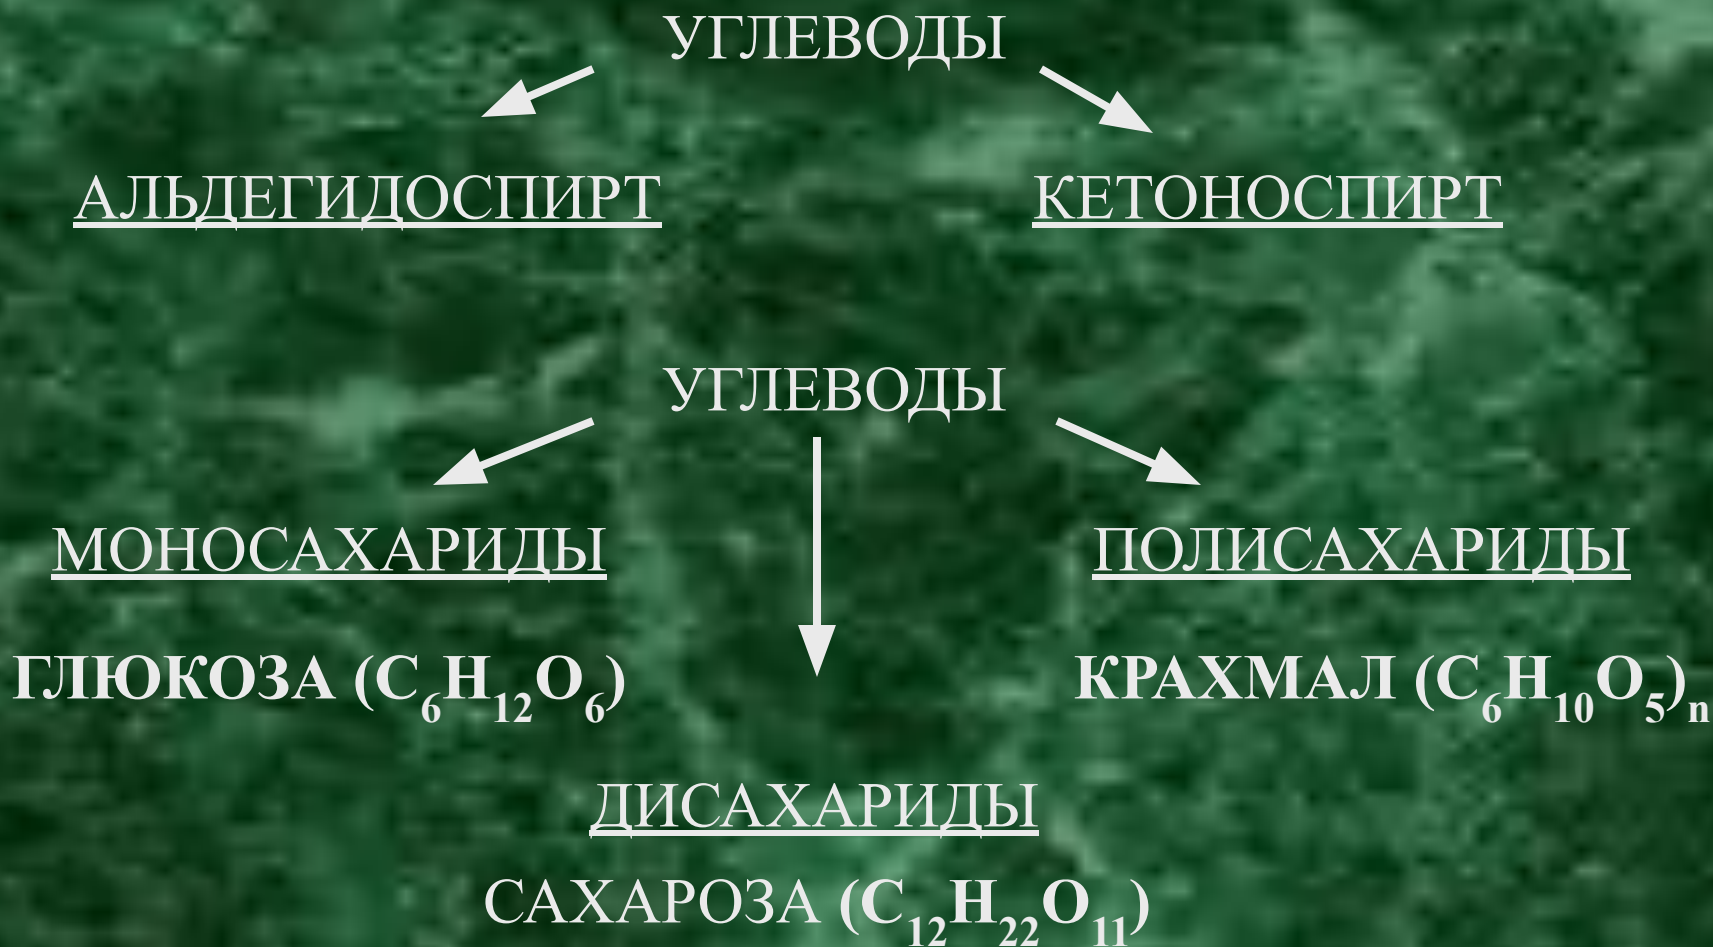 УГЛЕВОДЫ
АЛЬДЕГИДОСПИРТ КЕТОНОСПИРТ
УГЛЕВОДЫ
МОНОСАХАРИДЫ ПОЛИСАХАРИДЫ
ГЛЮКОЗА (C₆H₁₂O₆) КРАХМАЛ (C₆H₁₀O₅)ₙ
ДИСАХАРИДЫ
САХАРОЗА (C₁₂H₂₂O₁₁)